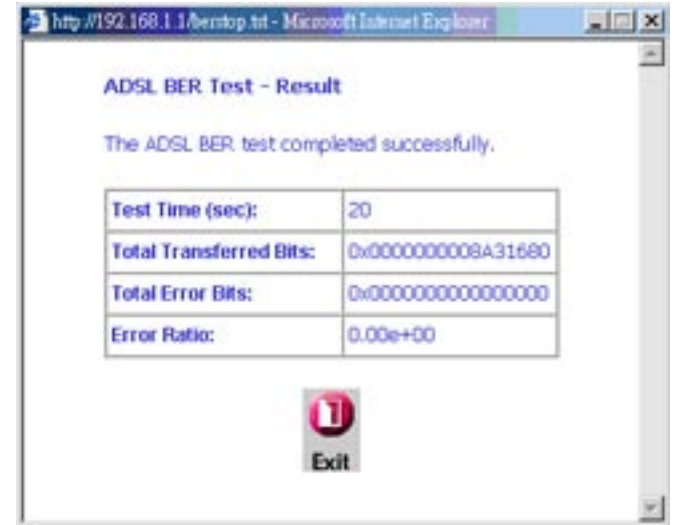 http://192.168.1.1/berstop.tst - Microsoft Internet Explorer
ADSL BER Test - Result
The ADSL BER test completed successfully.
Test Time (sec): 20
Total Transferred Bits: 0x0000000008A31680
Total Error Bits: 0x0000000000000000
Error Ratio: 0.00e+00
Exit